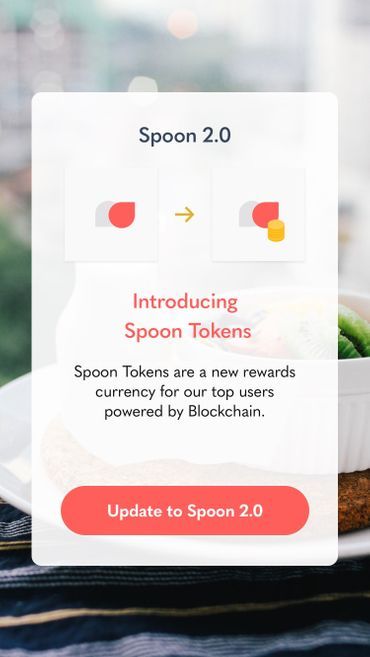 Spoon 2.0
Introducing
Spoon Tokens
Spoon Tokens are a new rewards
currency for our top users
powered by Blockchain.
Update to Spoon 2.0